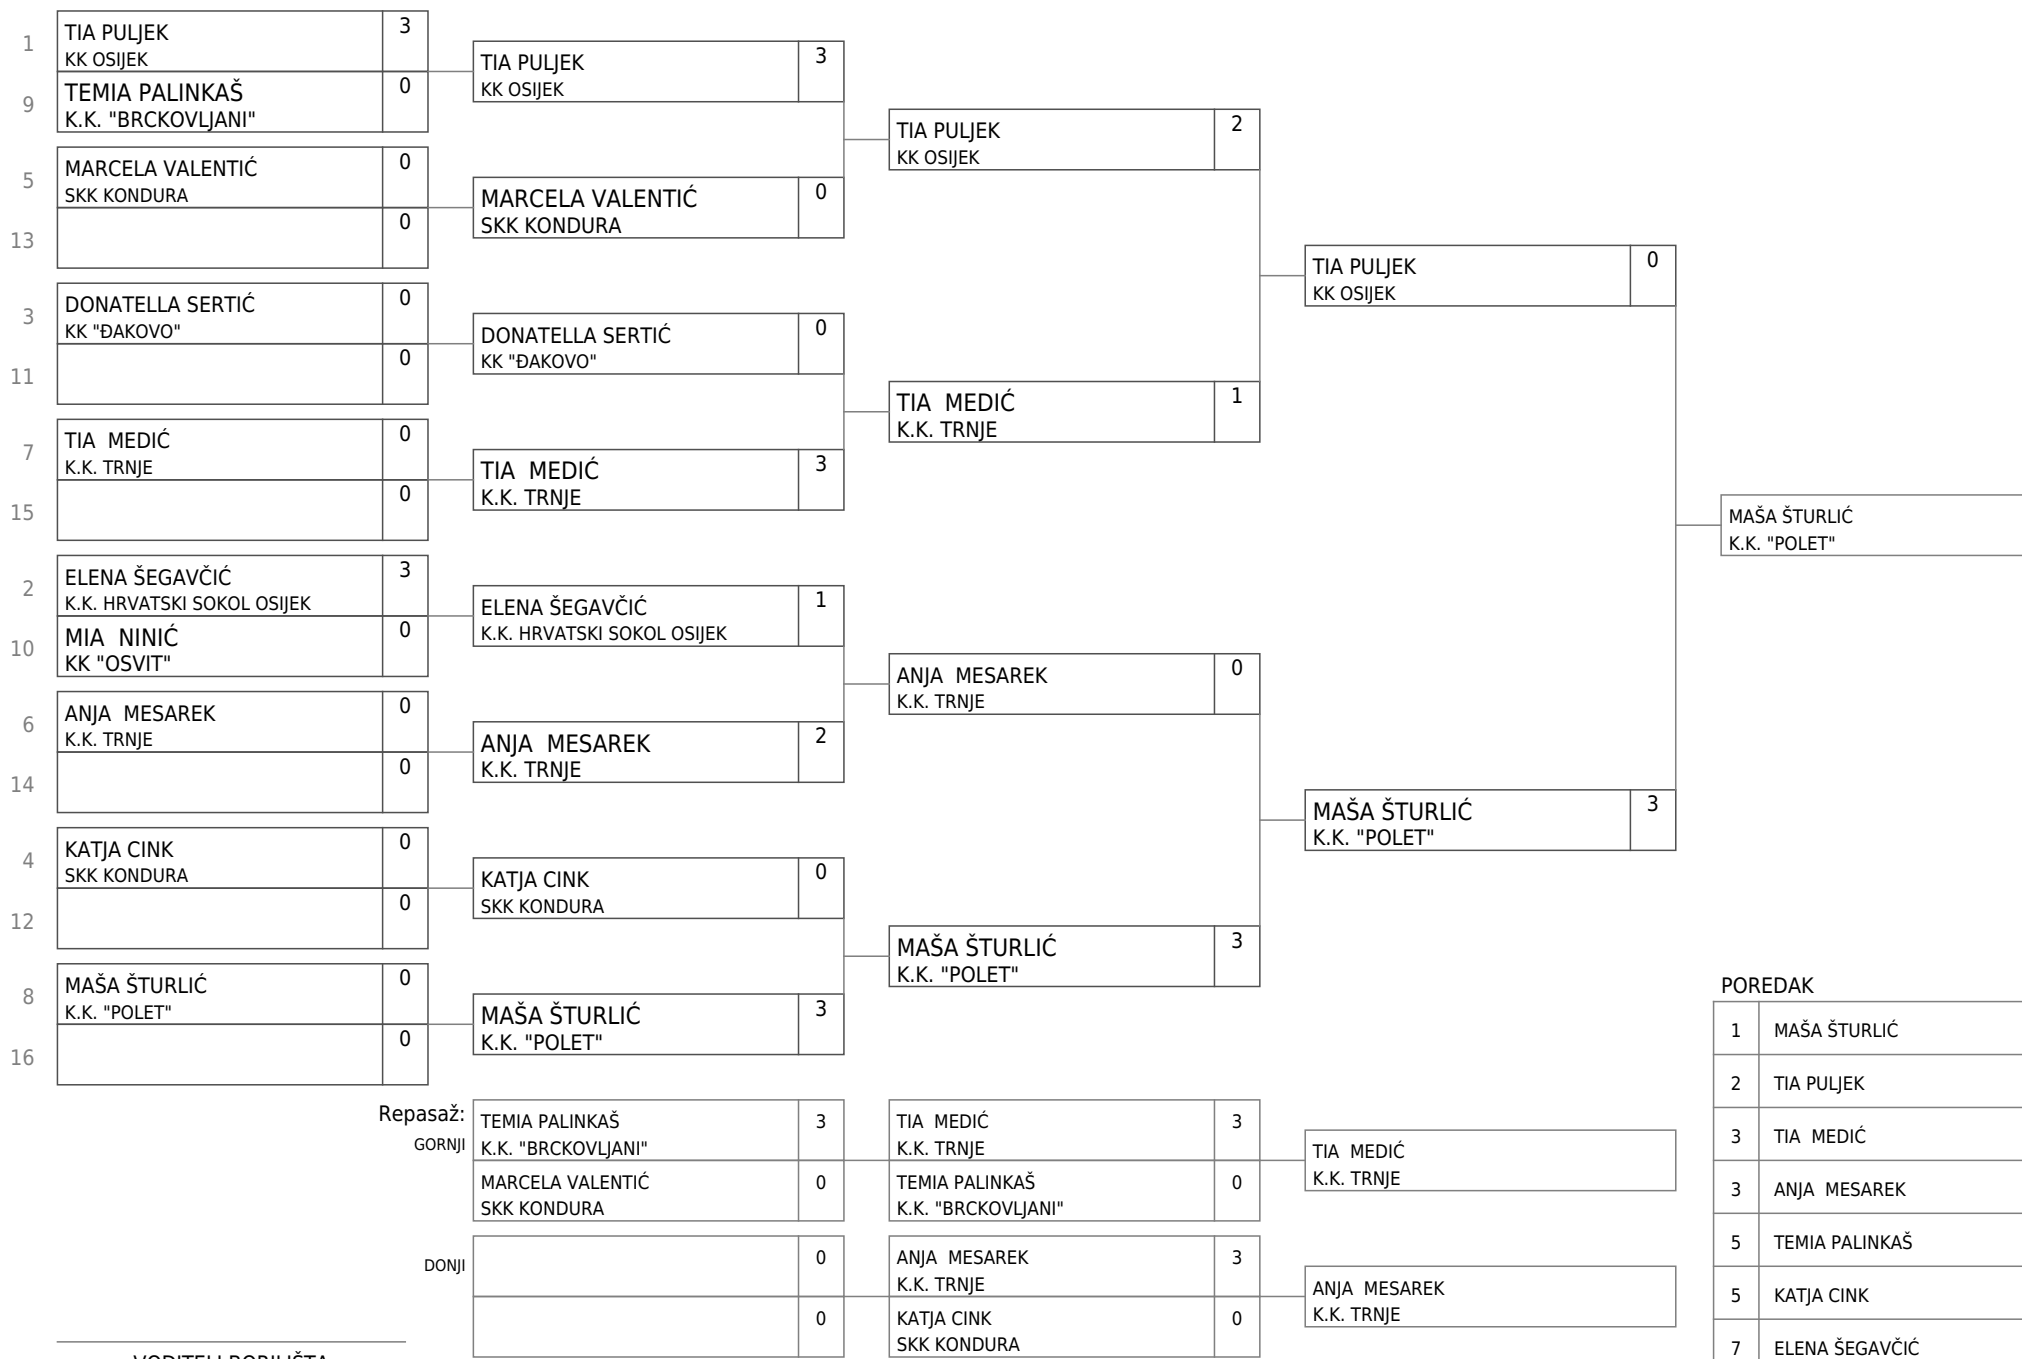 1
TIA PULJEK
3
KK OSIJEK
9
TEMIA PALINKAŠ
0
K.K. "BRCKOVLJANI"
5
MARCELA VALENTIĆ
0
SKK KONDURA
13
0
3
DONATELLA SERTIĆ
0
KK "ĐAKOVO"
11
0
7
TIA MEDIĆ
0
K.K. TRNJE
15
0
2
ELENA ŠEGAVČIĆ
3
K.K. HRVATSKI SOKOL OSIJEK
10
MIA NINIĆ
0
KK "OSVIT"
6
ANJA MESAREK
0
K.K. TRNJE
14
0
4
KATJA CINK
0
SKK KONDURA
12
0
8
MAŠA ŠTURLIĆ
0
K.K. "POLET"
16
0
TIA PULJEK
3
KK OSIJEK
MARCELA VALENTIĆ
0
SKK KONDURA
DONATELLA SERTIĆ
0
KK "ĐAKOVO"
TIA MEDIĆ
3
K.K. TRNJE
ELENA ŠEGAVČIĆ
1
K.K. HRVATSKI SOKOL OSIJEK
ANJA MESAREK
2
K.K. TRNJE
KATJA CINK
0
SKK KONDURA
MAŠA ŠTURLIĆ
3
K.K. "POLET"
TIA PULJEK
2
KK OSIJEK
TIA MEDIĆ
1
K.K. TRNJE
ANJA MESAREK
0
K.K. TRNJE
MAŠA ŠTURLIĆ
3
K.K. "POLET"
TIA PULJEK
0
KK OSIJEK
MAŠA ŠTURLIĆ
3
K.K. "POLET"
MAŠA ŠTURLIĆ
K.K. "POLET"
Repasaž:
GORNJI
TEMIA PALINKAŠ
3
K.K. "BRCKOVLJANI"
MARCELA VALENTIĆ
0
SKK KONDURA
TIA MEDIĆ
3
K.K. TRNJE
TEMIA PALINKAŠ
0
K.K. "BRCKOVLJANI"
TIA MEDIĆ
K.K. TRNJE
DONJI
0
0
ANJA MESAREK
3
K.K. TRNJE
KATJA CINK
0
SKK KONDURA
ANJA MESAREK
K.K. TRNJE
POREDAK
1 MAŠA ŠTURLIĆ
2 TIA PULJEK
3 TIA MEDIĆ
3 ANJA MESAREK
5 TEMIA PALINKAŠ
5 KATJA CINK
7 ELENA ŠEGAVČIĆ